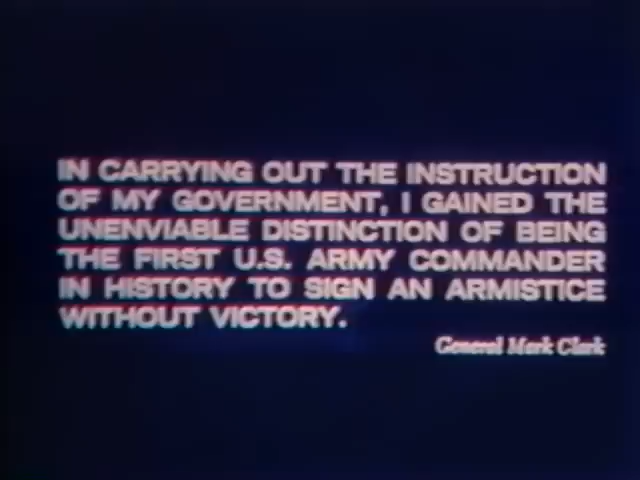 IN CARRYING OUT THE INSTRUCTION
OF MY GOVERNMENT, I GAINED THE
UNENVIABLE DISTINCTION OF BEING
THE FIRST U.S. ARMY COMMANDER
IN HISTORY TO SIGN AN ARMISTICE
WITHOUT VICTORY.
General Mark Clark